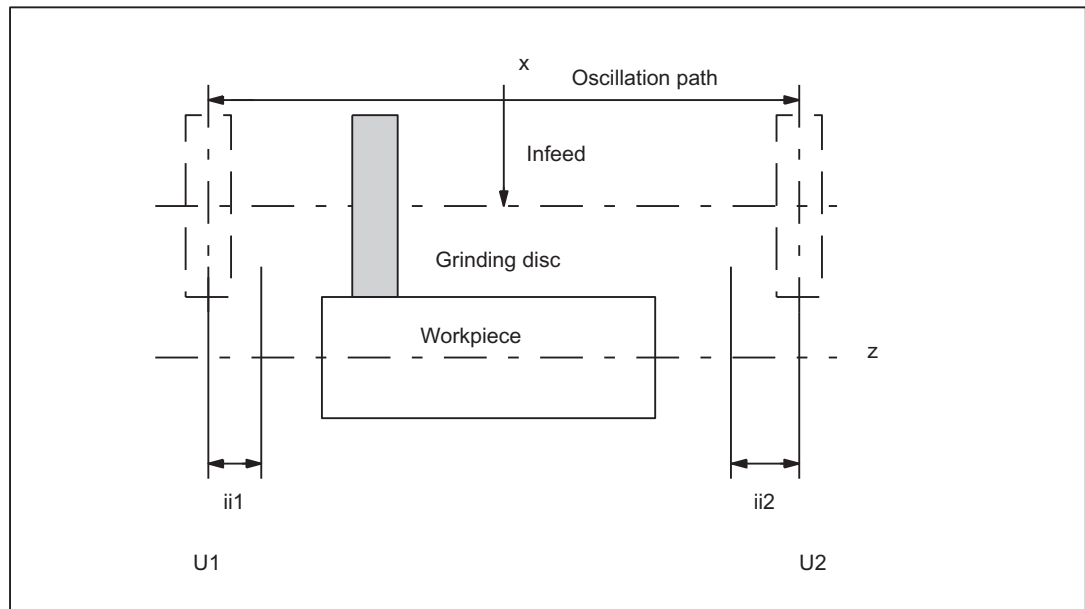 x
Oscillation path
Infeed
Grinding disc
Workpiece
z
ii1
ii2
U1
U2